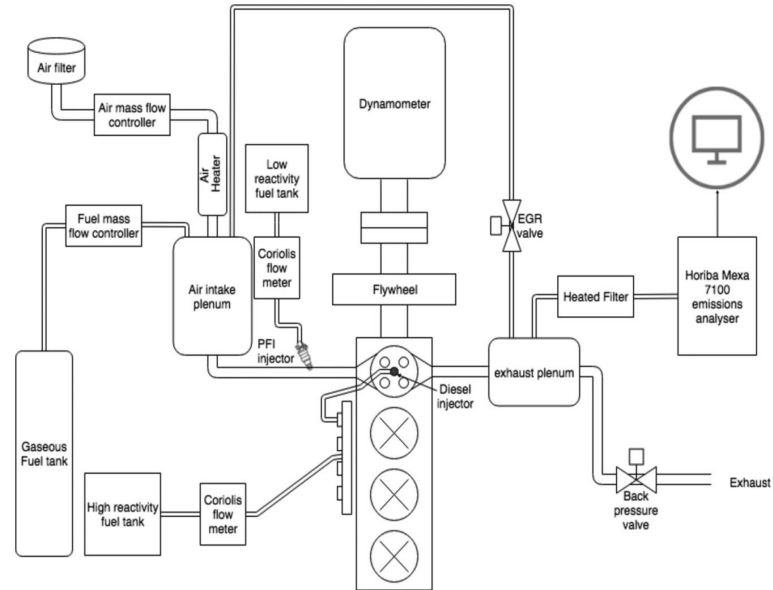 Air filter
Air mass flow
controller
Air
Heater
Dynamometer
Low
reactivity
fuel tank
Fuel mass
flow controller
EGR
valve
Coriolis
flow
meter
Air intake
plenum
Flywheel
Heated Filter
Horiba Mexa
7100
emissions
analyser
PFI
injector
exhaust plenum
Diesel
injector
Gaseous
Fuel tank
High reactivity
fuel tank
Coriolis
flow
meter
Back
pressure
valve
Exhaust